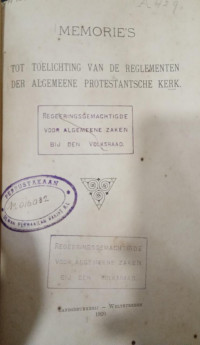 MEMORIES
TOT TOELICHTING VAN DE REGLEMENTEN
DER ALGEMEENE PROTESTANTSCHE KERK.
REGEERINGSGEMACHTIGDE
VOOR ALGEMEENE ZAKEN
BIJ DEN VOLKSRAAD.
PERPUSTAKAAN
REGEERINGSGEMACHTIGDE
VOOR ALGEMEENE ZAKEN
BIJ DEN VOLKSRAAD.